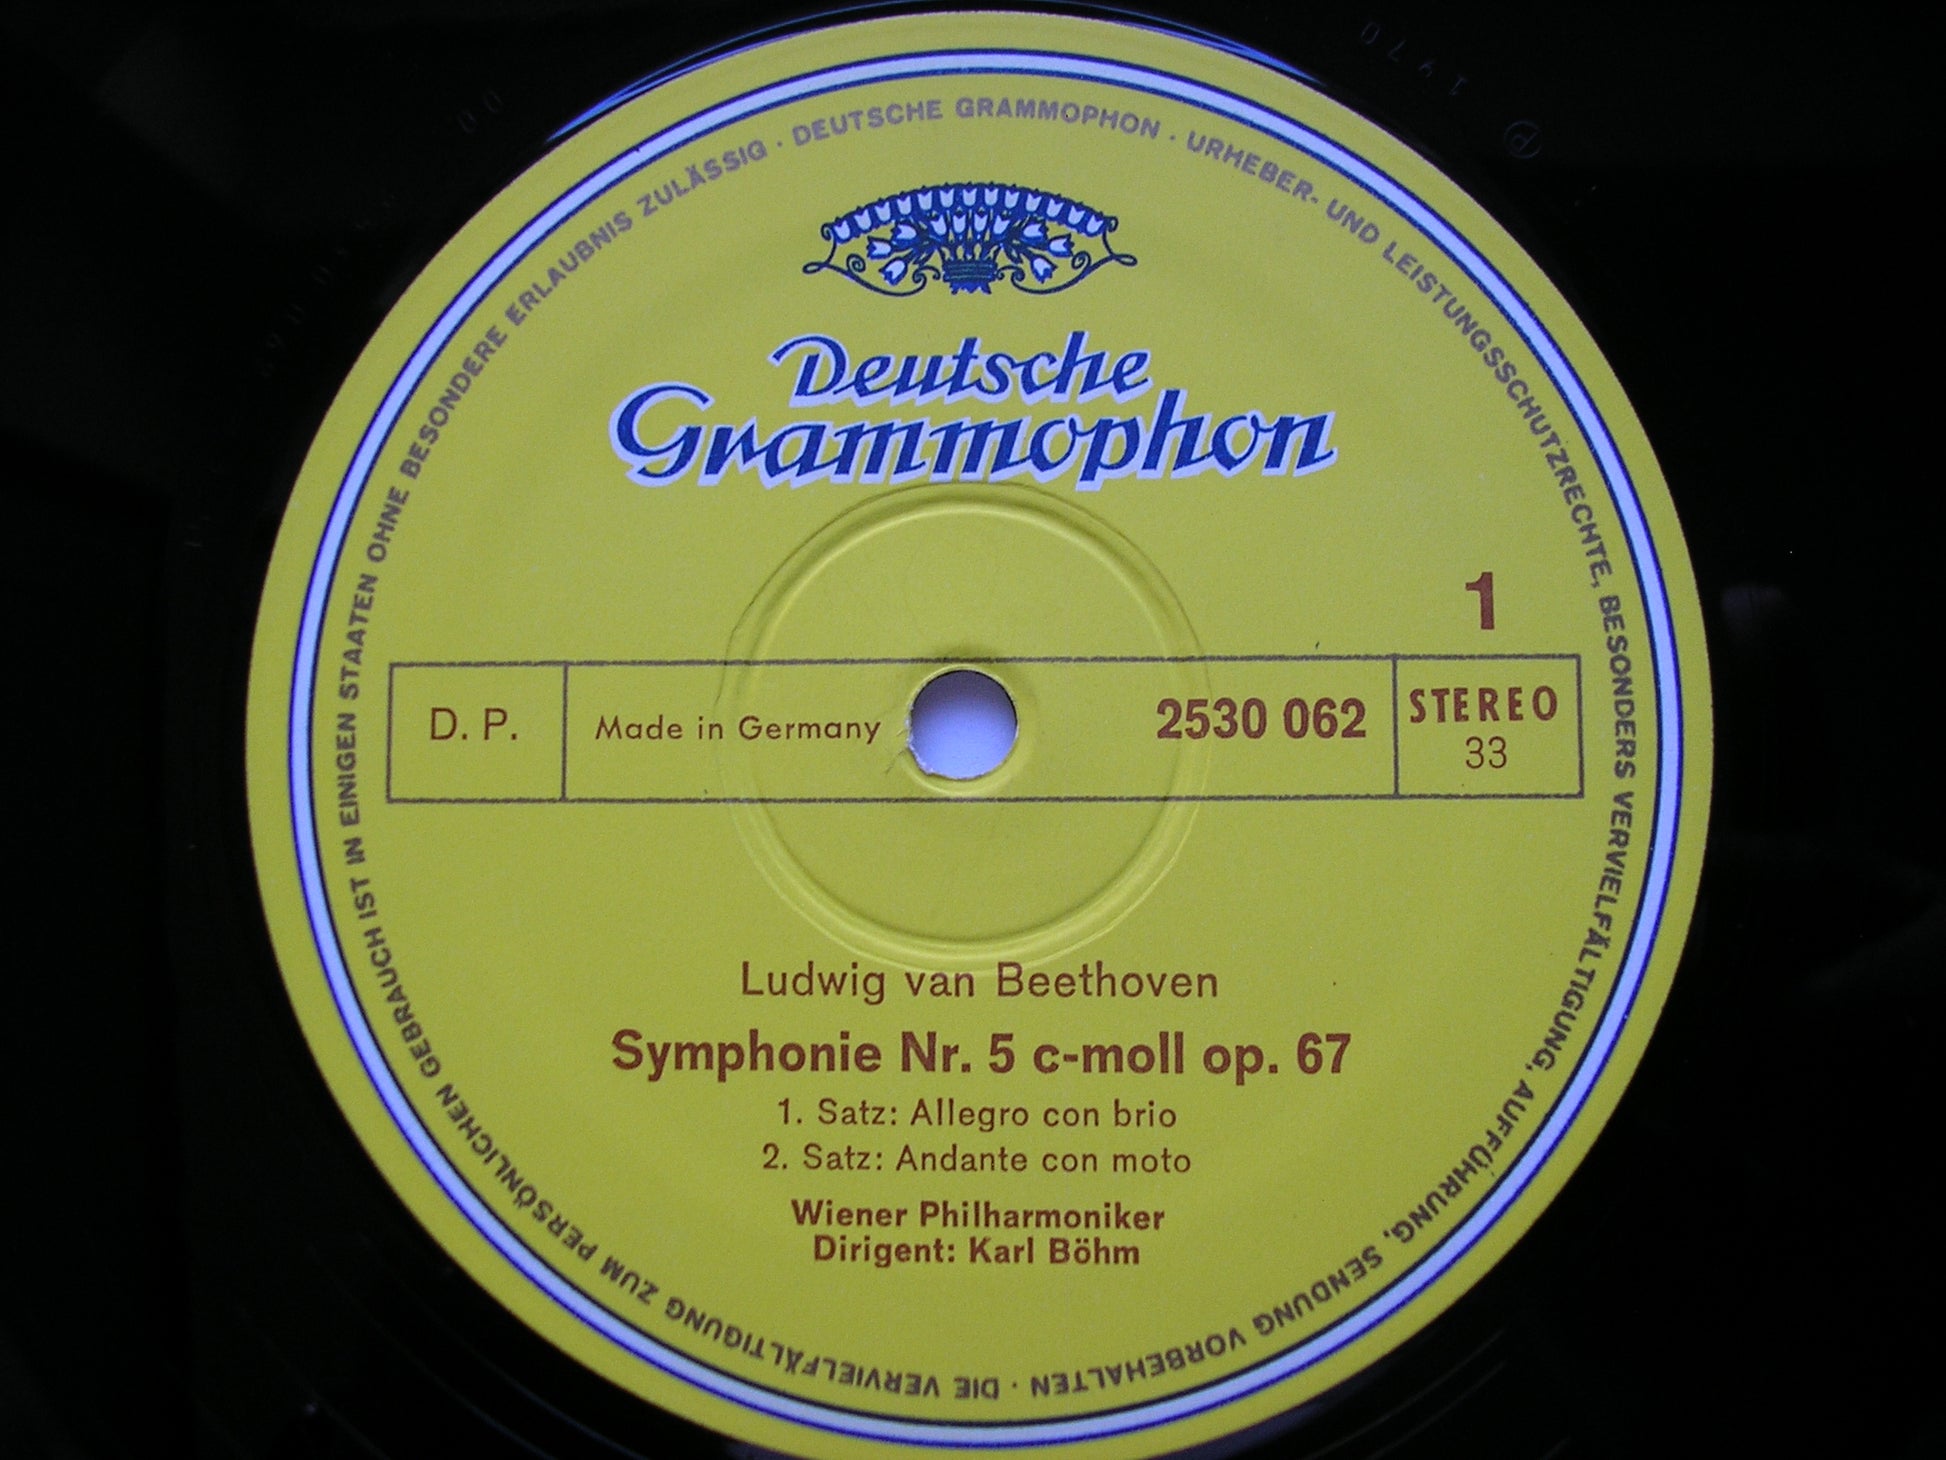 DEUTSCHE GRAMMOPHON · URHEBER- UND LEISTUNGSSCHUTZRECHTE, BESONDERS VERVIELFÄLTIGUNG, AUFFÜHRUNG, SENDUNG VORBEHALTEN · DIE VERVIELFÄLTIGUNG ZUM PERSÖNLICHEN GEBRAUCH IST IN EINIGEN STAATEN OHNE BESONDERE ERLAUBNIS ZULÄSSIG ·
Deutsche
Grammophon
1
D. P.
Made in Germany
2530 062
STEREO
33
Ludwig van Beethoven
Symphonie Nr. 5 c-moll op. 67
1. Satz: Allegro con brio
2. Satz: Andante con moto
Wiener Philharmoniker
Dirigent: Karl Böhm
℗ 1970